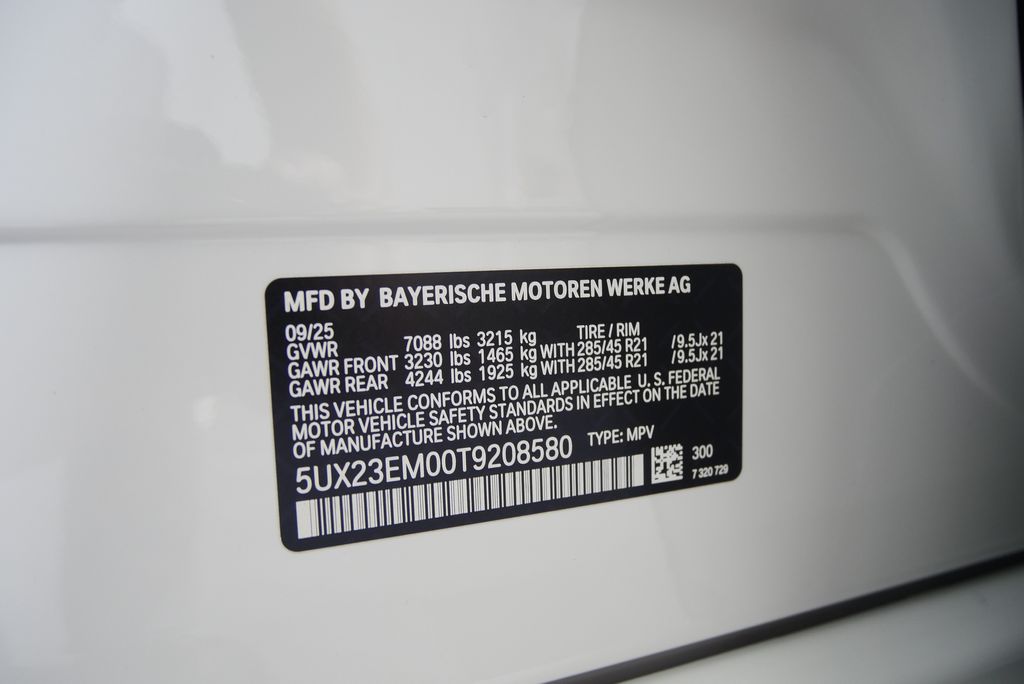 MFD BY BAYERISCHE MOTOREN WERKE AG
09/25 TIRE / RIM
GVWR 7088 lbs 3215 kg
GAWR FRONT 3230 lbs 1465 kg WITH 285/45 R21 /9.5Jx 21
GAWR REAR 4244 lbs 1925 kg WITH 285/45 R21 /9.5Jx 21
THIS VEHICLE CONFORMS TO ALL APPLICABLE U.S. FEDERAL
MOTOR VEHICLE SAFETY STANDARDS IN EFFECT ON THE DATE
OF MANUFACTURE SHOWN ABOVE.
5UX23EM00T9208580 TYPE: MPV
300
7 320 729